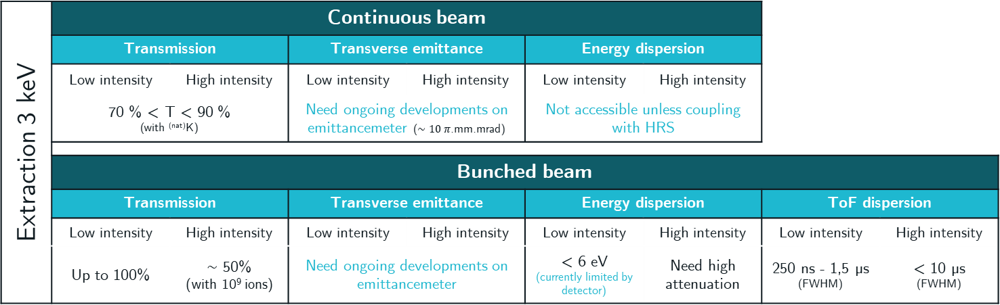 Extraction 3 keV
Continuous beam
Transmission Transverse emittance Energy dispersion
Low intensity High intensity Low intensity High intensity Low intensity High intensity
70 % < T < 90 % Need ongoing developments on Not accessible unless coupling
(with (nat)K) emittancemeter (~ 10 π.mm.mrad) with HRS
Bunched beam
Transmission Transverse emittance Energy dispersion ToF dispersion
Low intensity High intensity Low intensity High intensity Low intensity High intensity Low intensity High intensity
Up to 100% ~ 50% Need ongoing developments on < 6 eV Need high 250 ns - 1,5 µs < 10 µs
(with 10⁹ ions) emittancemeter (currently limited by attenuation (FWHM) (FWHM)
detector)